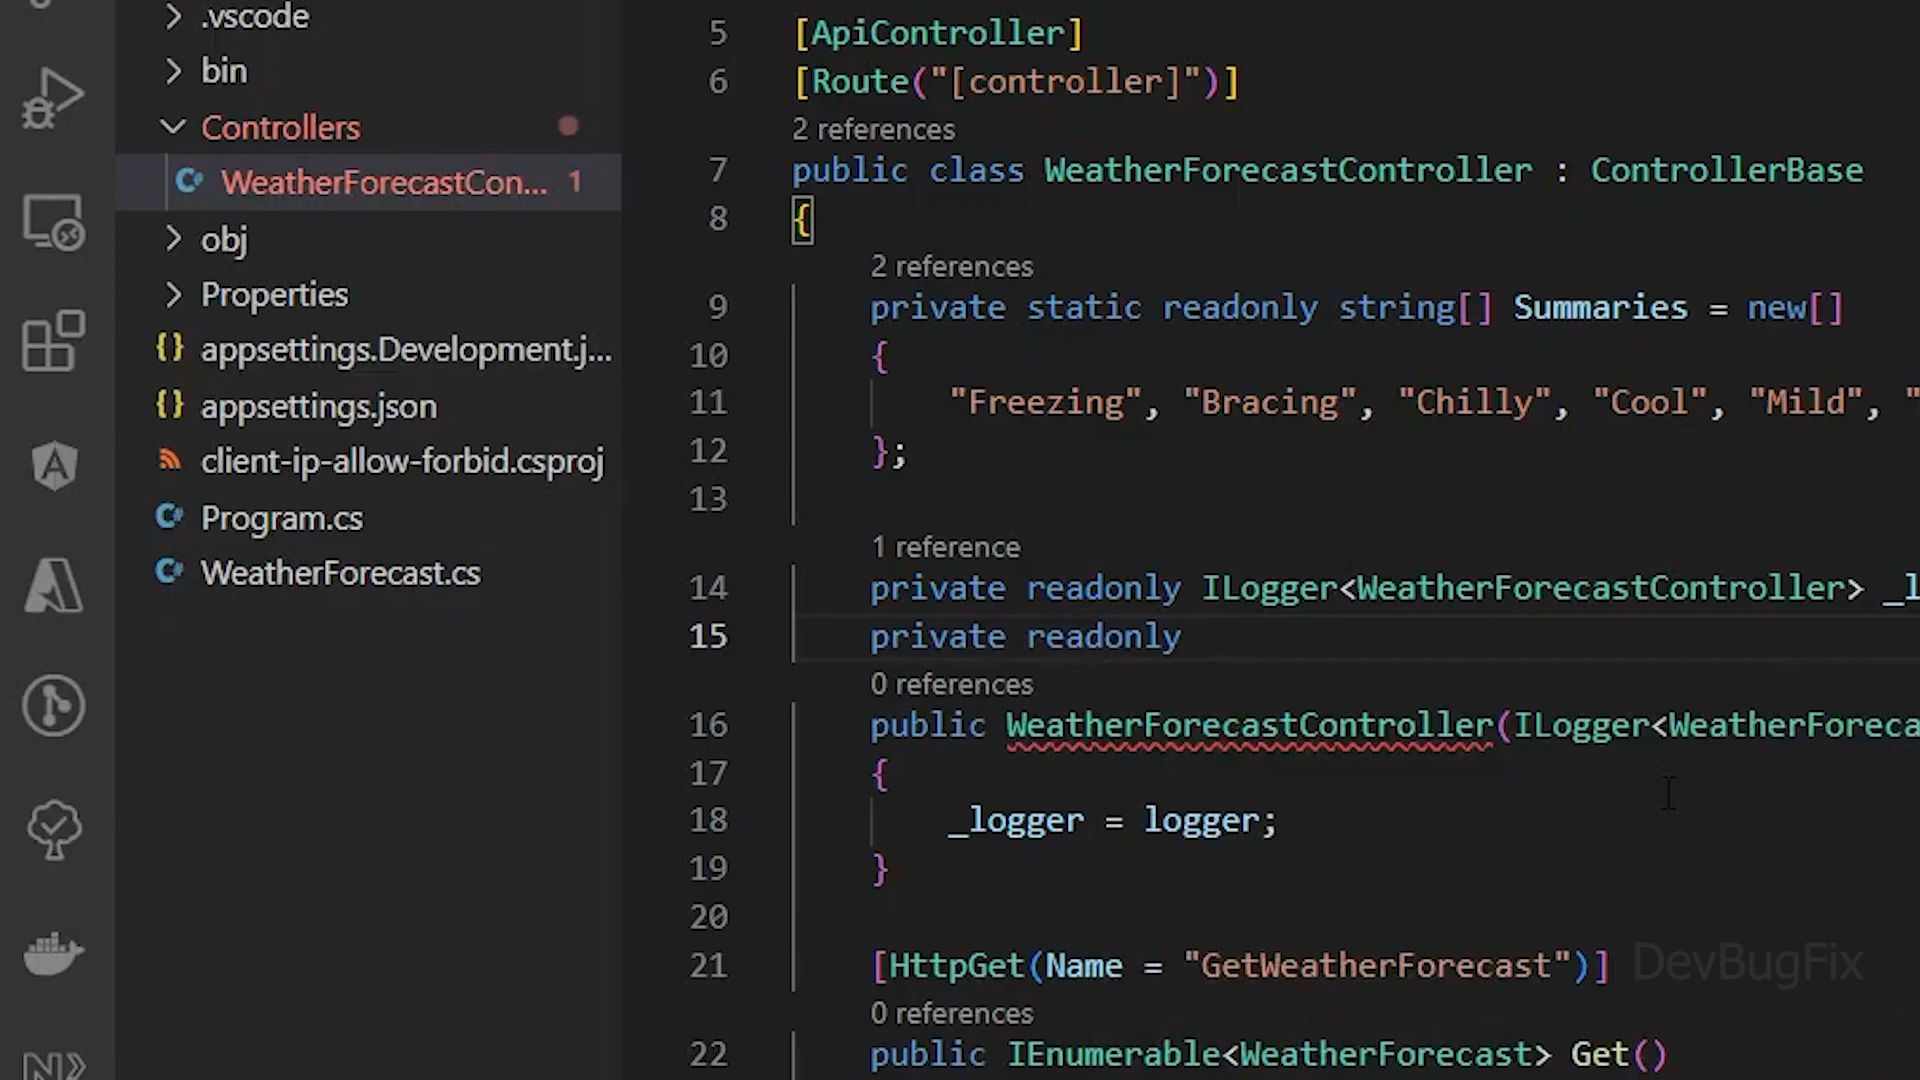 .vscode
bin
Controllers
WeatherForecastCon... 1
obj
Properties
{} appsettings.Development.j...
{} appsettings.json
client-ip-allow-forbid.csproj
C# Program.cs
C# WeatherForecast.cs
5 [ApiController]
6 [Route("[controller]")]
2 references
7 public class WeatherForecastController : ControllerBase
8 {
2 references
9 private static readonly string[] Summaries = new[]
10 {
11 "Freezing", "Bracing", "Chilly", "Cool", "Mild", "
12 };
13
1 reference
14 private readonly ILogger<WeatherForecastController> _l
15 private readonly
0 references
16 public WeatherForecastController(ILogger<WeatherForeca
17 {
18 _logger = logger;
19 }
20
21 [HttpGet(Name = "GetWeatherForecast")]
0 references
22 public IEnumerable<WeatherForecast> Get()
DevBugFix